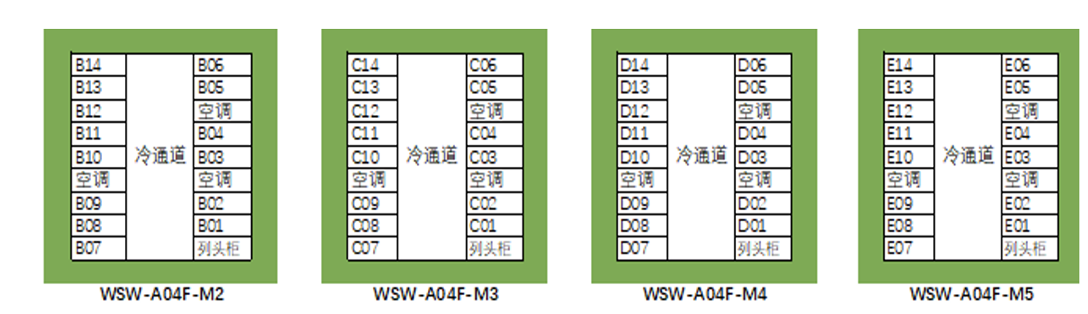 B14 B06
B13 B05
B12 空调
B11 B04
B10 冷通道 B03
空调 空调
B09 B02
B08 B01
B07 列头柜
WSW-A04F-M2
C14 C06
C13 C05
C12 空调
C11 C04
C10 冷通道 C03
空调 空调
C09 C02
C08 C01
C07 列头柜
WSW-A04F-M3
D14 D06
D13 D05
D12 空调
D11 D04
D10 冷通道 D03
空调 空调
D09 D02
D08 D01
D07 列头柜
WSW-A04F-M4
E14 E06
E13 E05
E12 空调
E11 E04
E10 冷通道 E03
空调 空调
E09 E02
E08 E01
E07 列头柜
WSW-A04F-M5